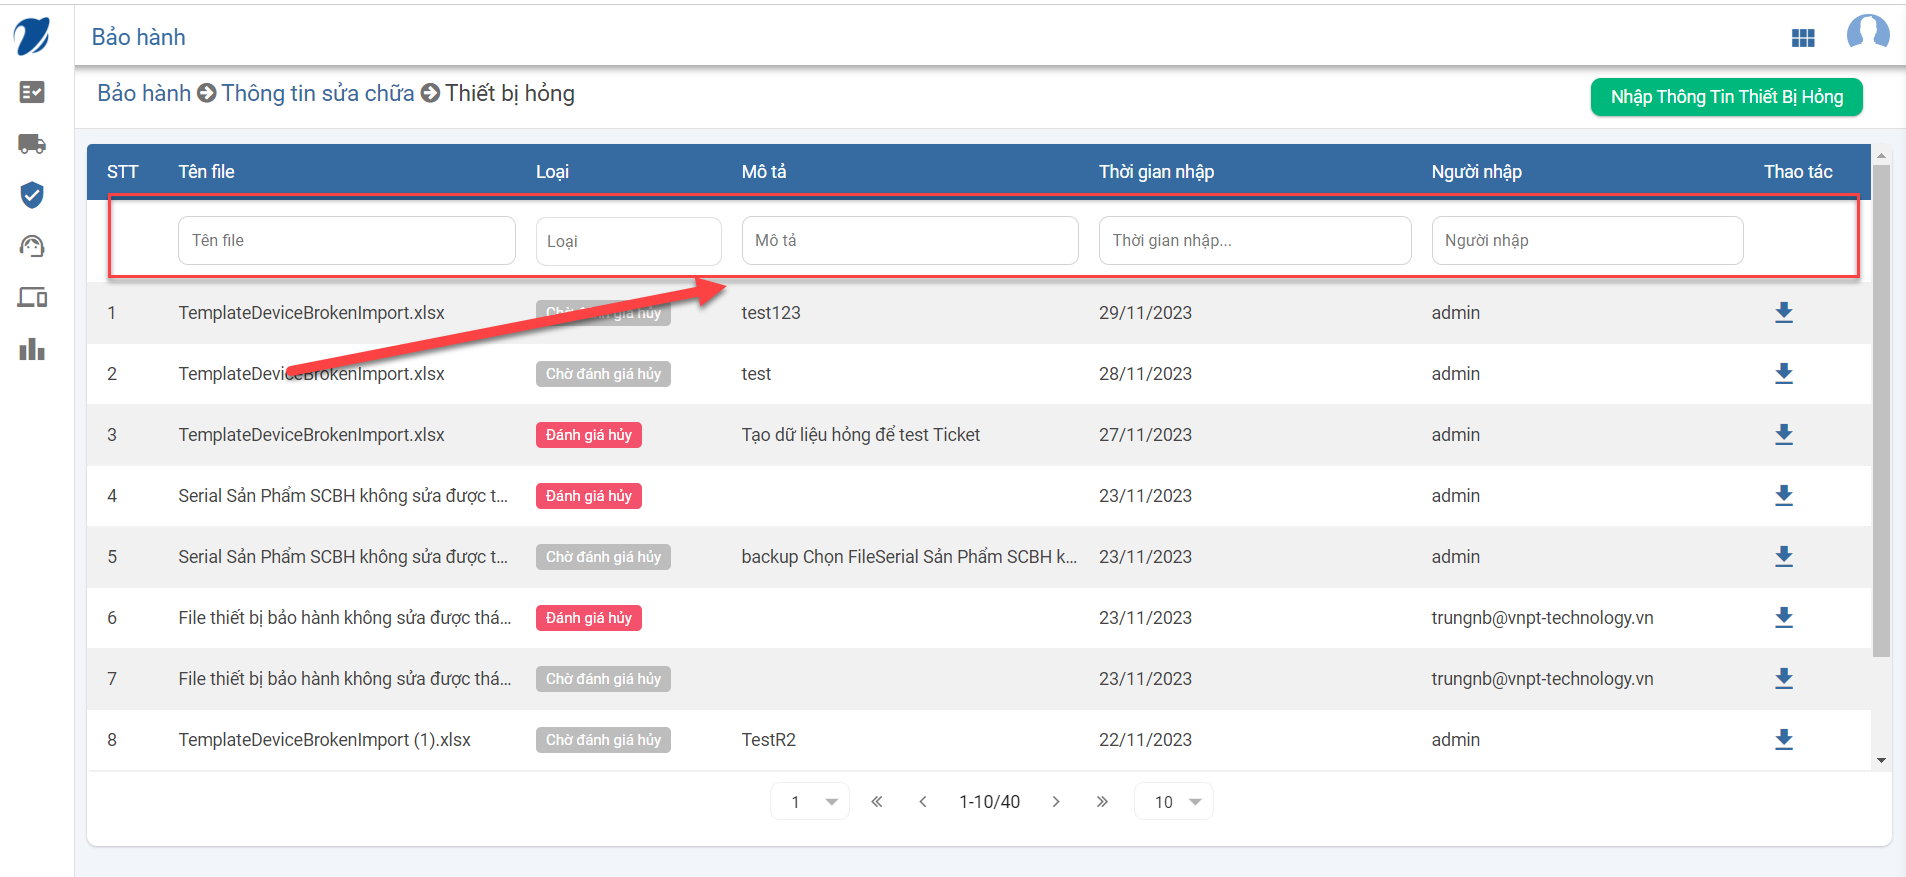 Bảo hành
Bảo hành Thông tin sửa chữa Thiết bị hỏng
Nhập Thông Tin Thiết Bị Hỏng
STT Tên file Loại Mô tả Thời gian nhập Người nhập Thao tác
Tên file Loại Mô tả Thời gian nhập... Người nhập
1 TemplateDeviceBrokenImport.xlsx Chờ đánh giá hủy test123 29/11/2023 admin
2 TemplateDeviceBrokenImport.xlsx Chờ đánh giá hủy test 28/11/2023 admin
3 TemplateDeviceBrokenImport.xlsx Đánh giá hủy Tạo dữ liệu hỏng để test Ticket 27/11/2023 admin
4 Serial Sản Phẩm SCBH không sửa được t... Đánh giá hủy 23/11/2023 admin
5 Serial Sản Phẩm SCBH không sửa được t... Chờ đánh giá hủy backup Chọn FileSerial Sản Phẩm SCBH k... 23/11/2023 admin
6 File thiết bị bảo hành không sửa được thá... Đánh giá hủy 23/11/2023 trungnb@vnpt-technology.vn
7 File thiết bị bảo hành không sửa được thá... Chờ đánh giá hủy 23/11/2023 trungnb@vnpt-technology.vn
8 TemplateDeviceBrokenImport (1).xlsx Chờ đánh giá hủy TestR2 22/11/2023 admin
1 1-10/40 10